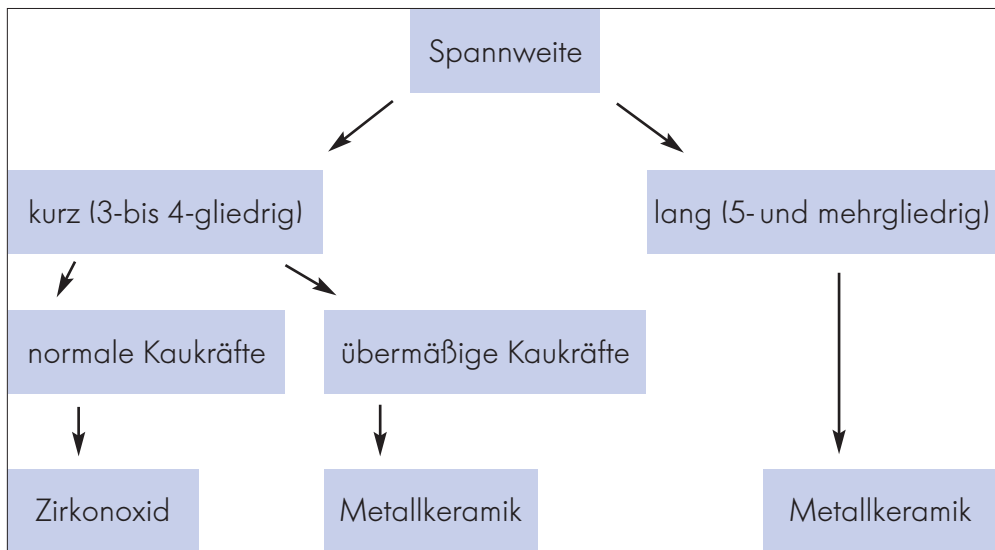 Spannweite
kurz (3-bis 4-gliedrig)
lang (5- und mehrgliedrig)
normale Kaukräfte
übermäßige Kaukräfte
Zirkonoxid
Metallkeramik
Metallkeramik